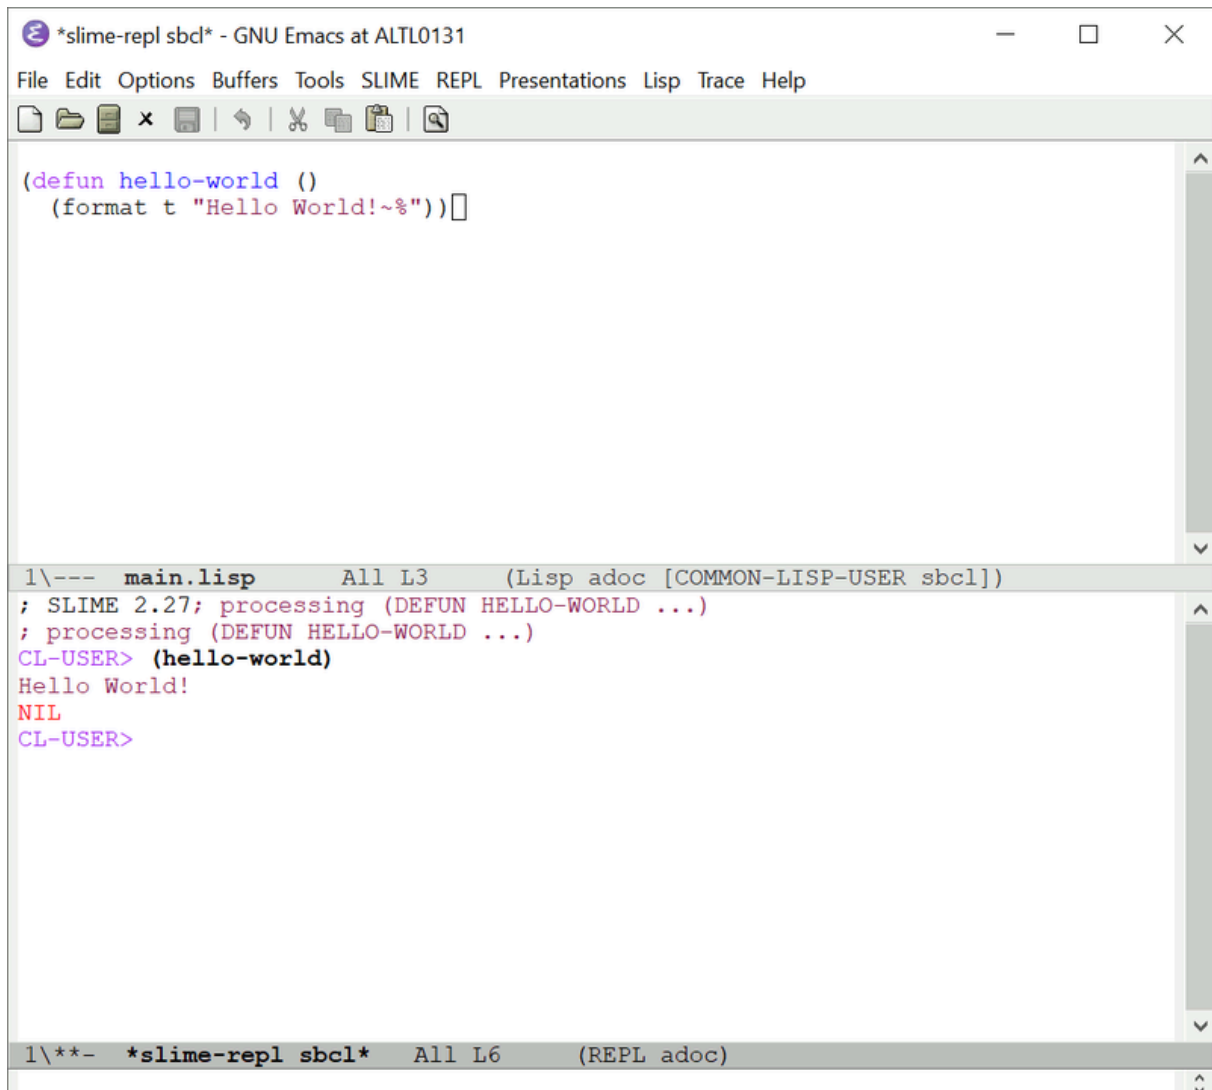 *slime-repl sbcl* - GNU Emacs at ALTL0131
File Edit Options Buffers Tools SLIME REPL Presentations Lisp Trace Help
(defun hello-world ()
  (format t "Hello World!~%"))
1\---  main.lisp      All L3     (Lisp adoc [COMMON-LISP-USER sbcl])
; SLIME 2.27; processing (DEFUN HELLO-WORLD ...)
; processing (DEFUN HELLO-WORLD ...)
CL-USER> (hello-world)
Hello World!
NIL
CL-USER>
1\**-  *slime-repl sbcl*   All L6     (REPL adoc)